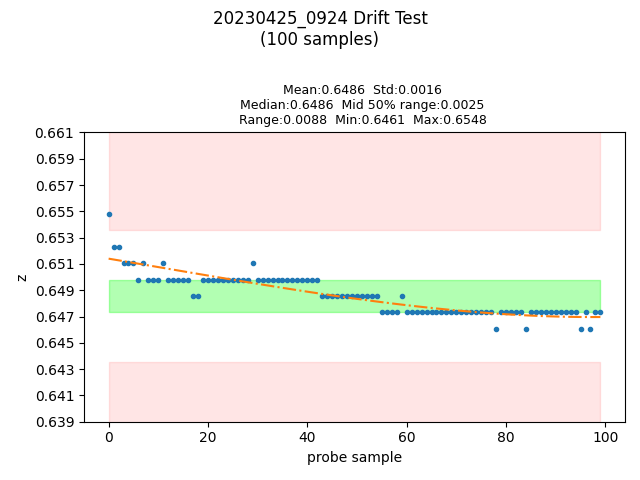 20230425_0924 Drift Test
(100 samples)
Mean:0.6486 Std:0.0016
Median:0.6486 Mid 50% range:0.0025
Range:0.0088 Min:0.6461 Max:0.6548
0.661
0.659
0.657
0.655
0.653
0.651
0.649
0.647
0.645
0.643
0.641
0.639
z
0 20 40 60 80 100
probe sample